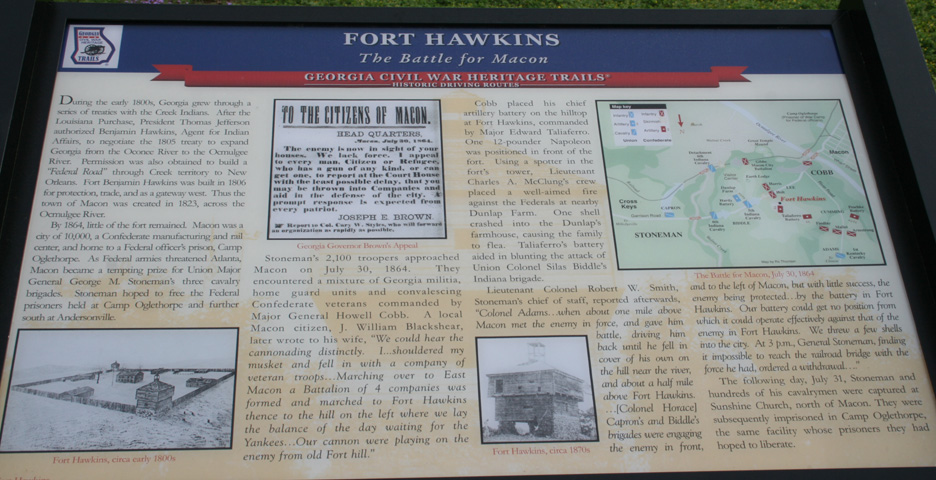 FORT HAWKINS
The Battle for Macon
GEORGIA CIVIL WAR HERITAGE TRAILS®
HISTORIC DRIVING ROUTES
GEORGIA
TRAILS
During the early 1800s, Georgia grew through a
series of treaties with the Creek Indians. After the
Louisiana Purchase, President Thomas Jefferson
authorized Benjamin Hawkins, Agent for Indian
Affairs, to negotiate the 1805 treaty to expand
Georgia from the Oconee River to the Ocmulgee
River. Permission was also obtained to build a
"Federal Road" through Creek territory to New
Orleans. Fort Benjamin Hawkins was built in 1806
for protection, trade, and as a gateway west. Thus the
town of Macon was created in 1823, across the
Ocmulgee River.
By 1864, little of the fort remained. Macon was a
city of 10,000, a Confederate manufacturing and rail
center, and home to a Federal officer's prison, Camp
Oglethorpe. As Federal armies threatened Atlanta,
Macon became a tempting prize for Union Major
General George M. Stoneman's three cavalry
brigades. Stoneman hoped to free the Federal
prisoners held at Camp Oglethorpe and further
south at Andersonville.
Fort Hawkins, circa early 1800s
TO THE CITIZENS OF MACON.
HEAD QUARTERS,
Macon, July 30, 1864.
The enemy is now in sight of your
houses. We lack force. I appeal
to every man, Citizen or Refugee,
who has a gun of any kind, or can
get one, to report at the Court House
with the least possible delay, that you
may be thrown into Companies and
aid in the defense of the city. A
prompt response is expected from
every patriot.
JOSEPH E. BROWN.
Report to Col. Cary W. Styles, who will forward
an organization as rapidly as possible.
Georgia Governor Brown's Appeal
Stoneman's 2,100 troopers approached
Macon on July 30, 1864. They
encountered a mixture of Georgia militia,
home guard units and convalescing
Confederate veterans commanded by
Major General Howell Cobb. A local
Macon citizen, J. William Blackshear,
later wrote to his wife, "We could hear the
cannonading distinctly. I...shouldered my
musket and fell in with a company of
veteran troops...Marching over to East
Macon a Battalion of 4 companies was
formed and marched to Fort Hawkins
thence to the hill on the left where we lay
the balance of the day waiting for the
Yankees...Our cannon were playing on the
enemy from old Fort hill."
Cobb placed his chief
artillery battery on the hilltop
at Fort Hawkins, commanded
by Major Edward Taliaferro.
One 12-pounder Napoleon
was positioned in front of the
fort. Using a spotter in the
fort's tower, Lieutenant
Charles A. McClung's crew
placed a well-aimed fire
against the Federals at nearby
Dunlap Farm. One shell
crashed into the Dunlap's
farmhouse, causing the family
to flee. Taliaferro's battery
aided in blunting the attack of
Union Colonel Silas Biddle's
Indiana brigade.
Map key
Union Confederate
Macon
COBB
Fort Hawkins
Cross
Keys
CAPRON
STONEMAN
BIDDLE
ADAMS
The Battle for Macon, July 30, 1864
Lieutenant Colonel Robert W. Smith,
Stoneman's chief of staff, reported afterwards,
"Colonel Adams...when about one mile above
Macon met the enemy in force, and gave him
battle, driving him
back until he fell in
cover of his own on
the hill near the river,
and about a half mile
above Fort Hawkins.
...[Colonel Horace]
Capron's and Biddle's
brigades were engaging
the enemy in front,
Fort Hawkins, circa 1870s
and to the left of Macon, but with little success, the
enemy being protected...by the battery in Fort
Hawkins. Our battery could get no position from
which it could operate effectively against that of the
enemy in Fort Hawkins. We threw a few shells
into the city. At 3 p.m., General Stoneman, finding
it impossible to reach the railroad bridge with the
force he had, ordered a withdrawal...."
The following day, July 31, Stoneman and
hundreds of his cavalrymen were captured at
Sunshine Church, north of Macon. They were
subsequently imprisoned in Camp Oglethorpe,
the same facility whose prisoners they had
hoped to liberate.